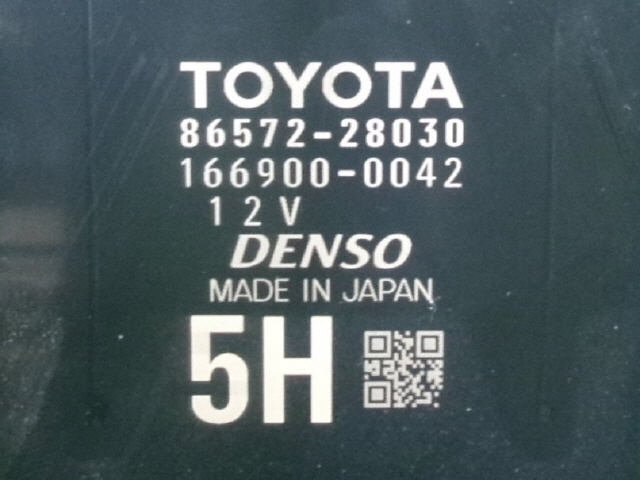 TOYOTA
86572-28030
166900-0042
12V
DENSO
MADE IN JAPAN
5H